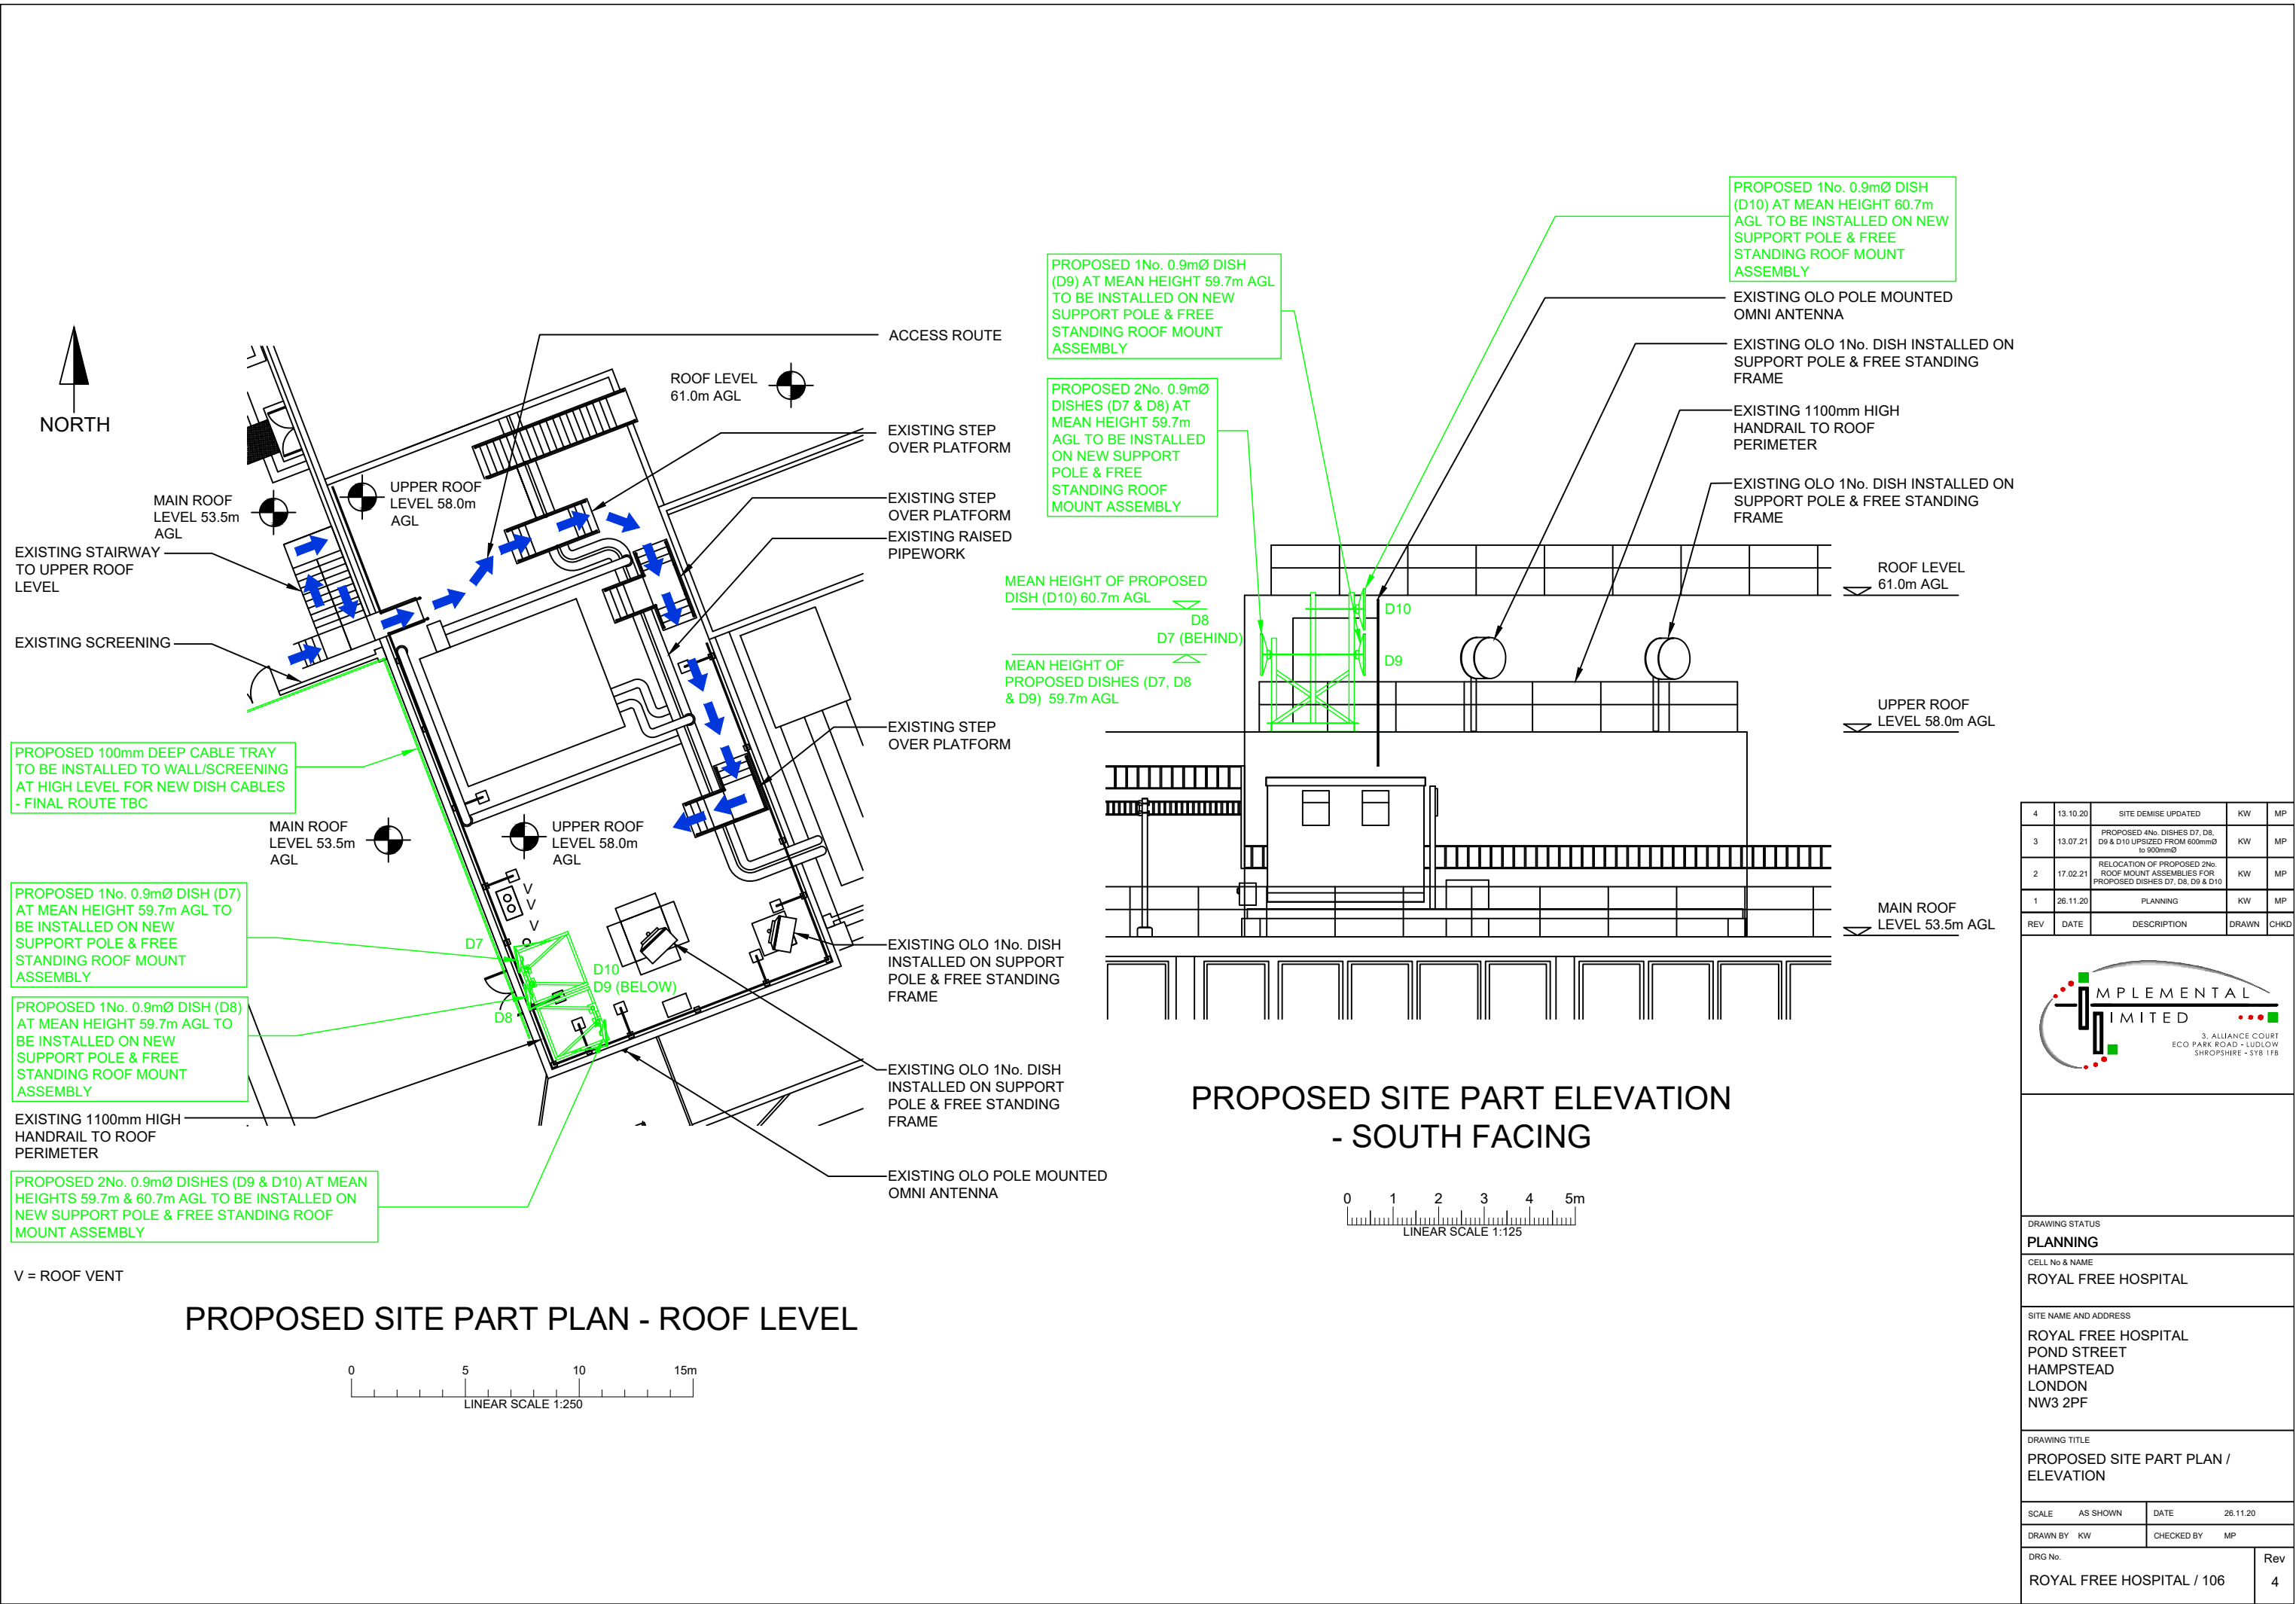 NORTH
MAIN ROOF
LEVEL 53.5m
AGL
UPPER ROOF
LEVEL 58.0m
AGL
ROOF LEVEL
61.0m AGL
EXISTING STAIRWAY
TO UPPER ROOF
LEVEL
EXISTING SCREENING
PROPOSED 100mm DEEP CABLE TRAY
TO BE INSTALLED TO WALL/SCREENING
AT HIGH LEVEL FOR NEW DISH CABLES
- FINAL ROUTE TBC
MAIN ROOF
LEVEL 53.5m
AGL
UPPER ROOF
LEVEL 58.0m
AGL
PROPOSED 1No. 0.9mØ DISH (D7)
AT MEAN HEIGHT 59.7m AGL TO
BE INSTALLED ON NEW
SUPPORT POLE & FREE
STANDING ROOF MOUNT
ASSEMBLY
PROPOSED 1No. 0.9mØ DISH (D8)
AT MEAN HEIGHT 59.7m AGL TO
BE INSTALLED ON NEW
SUPPORT POLE & FREE
STANDING ROOF MOUNT
ASSEMBLY
EXISTING 1100mm HIGH
HANDRAIL TO ROOF
PERIMETER
PROPOSED 2No. 0.9mØ DISHES (D9 & D10) AT MEAN
HEIGHTS 59.7m & 60.7m AGL TO BE INSTALLED ON
NEW SUPPORT POLE & FREE STANDING ROOF
MOUNT ASSEMBLY
V
V
V
D7
D8
D10
D9 (BELOW)
ACCESS ROUTE
EXISTING STEP
OVER PLATFORM
EXISTING STEP
OVER PLATFORM
EXISTING RAISED
PIPEWORK
EXISTING STEP
OVER PLATFORM
EXISTING OLO 1No. DISH
INSTALLED ON SUPPORT
POLE & FREE STANDING
FRAME
EXISTING OLO 1No. DISH
INSTALLED ON SUPPORT
POLE & FREE STANDING
FRAME
EXISTING OLO POLE MOUNTED
OMNI ANTENNA
V = ROOF VENT
PROPOSED SITE PART PLAN - ROOF LEVEL
0 5 10 15m
LINEAR SCALE 1:250
PROPOSED 1No. 0.9mØ DISH
(D9) AT MEAN HEIGHT 59.7m AGL
TO BE INSTALLED ON NEW
SUPPORT POLE & FREE
STANDING ROOF MOUNT
ASSEMBLY
PROPOSED 2No. 0.9mØ
DISHES (D7 & D8) AT
MEAN HEIGHT 59.7m
AGL TO BE INSTALLED
ON NEW SUPPORT
POLE & FREE
STANDING ROOF
MOUNT ASSEMBLY
MEAN HEIGHT OF PROPOSED
DISH (D10) 60.7m AGL
D8
D7 (BEHIND)
MEAN HEIGHT OF
PROPOSED DISHES (D7, D8
& D9) 59.7m AGL
D10
D9
PROPOSED 1No. 0.9mØ DISH
(D10) AT MEAN HEIGHT 60.7m
AGL TO BE INSTALLED ON NEW
SUPPORT POLE & FREE
STANDING ROOF MOUNT
ASSEMBLY
EXISTING OLO POLE MOUNTED
OMNI ANTENNA
EXISTING OLO 1No. DISH INSTALLED ON
SUPPORT POLE & FREE STANDING
FRAME
EXISTING 1100mm HIGH
HANDRAIL TO ROOF
PERIMETER
EXISTING OLO 1No. DISH INSTALLED ON
SUPPORT POLE & FREE STANDING
FRAME
ROOF LEVEL
61.0m AGL
UPPER ROOF
LEVEL 58.0m AGL
MAIN ROOF
LEVEL 53.5m AGL
PROPOSED SITE PART ELEVATION
- SOUTH FACING
0 1 2 3 4 5m
LINEAR SCALE 1:125
4 13.10.20 SITE DEMISE UPDATED KW MP
3 13.07.21 PROPOSED 4No. DISHES D7, D8,
D9 & D10 UPSIZED FROM 600mmØ
to 900mmØ KW MP
2 17.02.21 RELOCATION OF PROPOSED 2No.
ROOF MOUNT ASSEMBLIES FOR
PROPOSED DISHES D7, D8, D9 & D10 KW MP
1 26.11.20 PLANNING KW MP
REV DATE DESCRIPTION DRAWN CHKD
IMPLEMENTAL
LIMITED
3, ALLIANCE COURT
ECO PARK ROAD • LUDLOW
SHROPSHIRE • SY8 1FB
DRAWING STATUS
PLANNING
CELL No & NAME
ROYAL FREE HOSPITAL
SITE NAME AND ADDRESS
ROYAL FREE HOSPITAL
POND STREET
HAMPSTEAD
LONDON
NW3 2PF
DRAWING TITLE
PROPOSED SITE PART PLAN /
ELEVATION
SCALE AS SHOWN DATE 26.11.20
DRAWN BY KW CHECKED BY MP
DRG No. Rev
ROYAL FREE HOSPITAL / 106 4